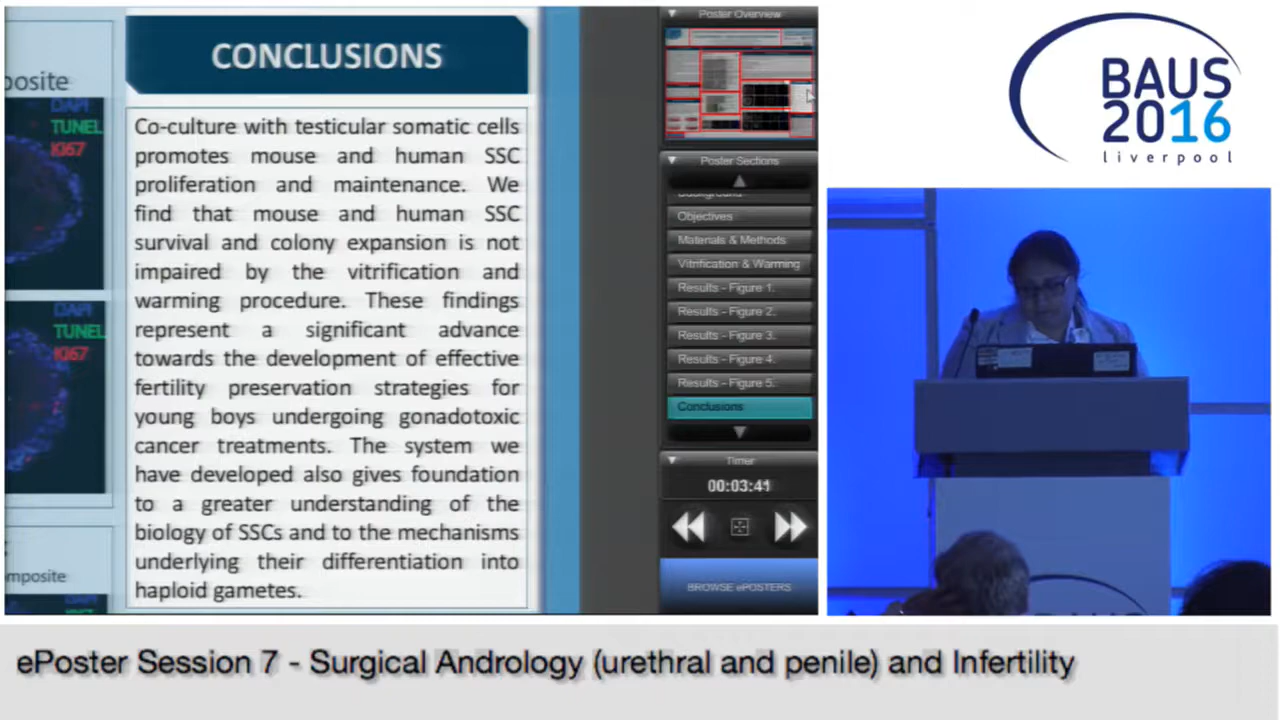 posite
DAPI
TUNEL
Ki67
DAPI
TUNEL
Ki67
mposite
CONCLUSIONS
Co-culture with testicular somatic cells
promotes mouse and human SSC
proliferation and maintenance. We
find that mouse and human SSC
survival and colony expansion is not
impaired by the vitrification and
warming procedure. These findings
represent a significant advance
towards the development of effective
fertility preservation strategies for
young boys undergoing gonadotoxic
cancer treatments. The system we
have developed also gives foundation
to a greater understanding of the
biology of SSCs and to the mechanisms
underlying their differentiation into
haploid gametes.
Poster Overview
Poster Sections
Background
Objectives
Materials & Methods
Vitrification & Warming
Results - Figure 1.
Results - Figure 2.
Results - Figure 3.
Results - Figure 4.
Results - Figure 5.
Conclusions
Timer
00:03:41
BROWSE ePOSTERS
BAUS
2016
liverpool
BAUS
ePoster Session 7 - Surgical Andrology (urethral and penile) and Infertility